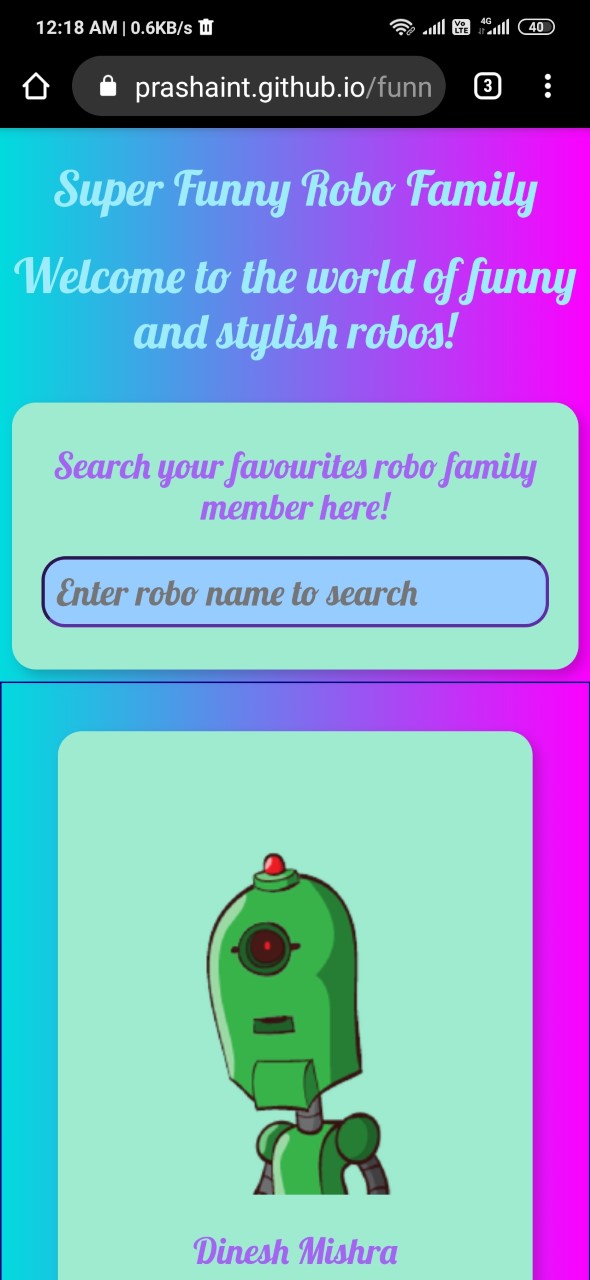 12:18 AM | 0.6KB/s
Vo LTE 4G 40
prashaint.github.io/funn
3
Super Funny Robo Family
Welcome to the world of funny
and stylish robos!
Search your favourites robo family
member here!
Enter robo name to search
Dinesh Mishra